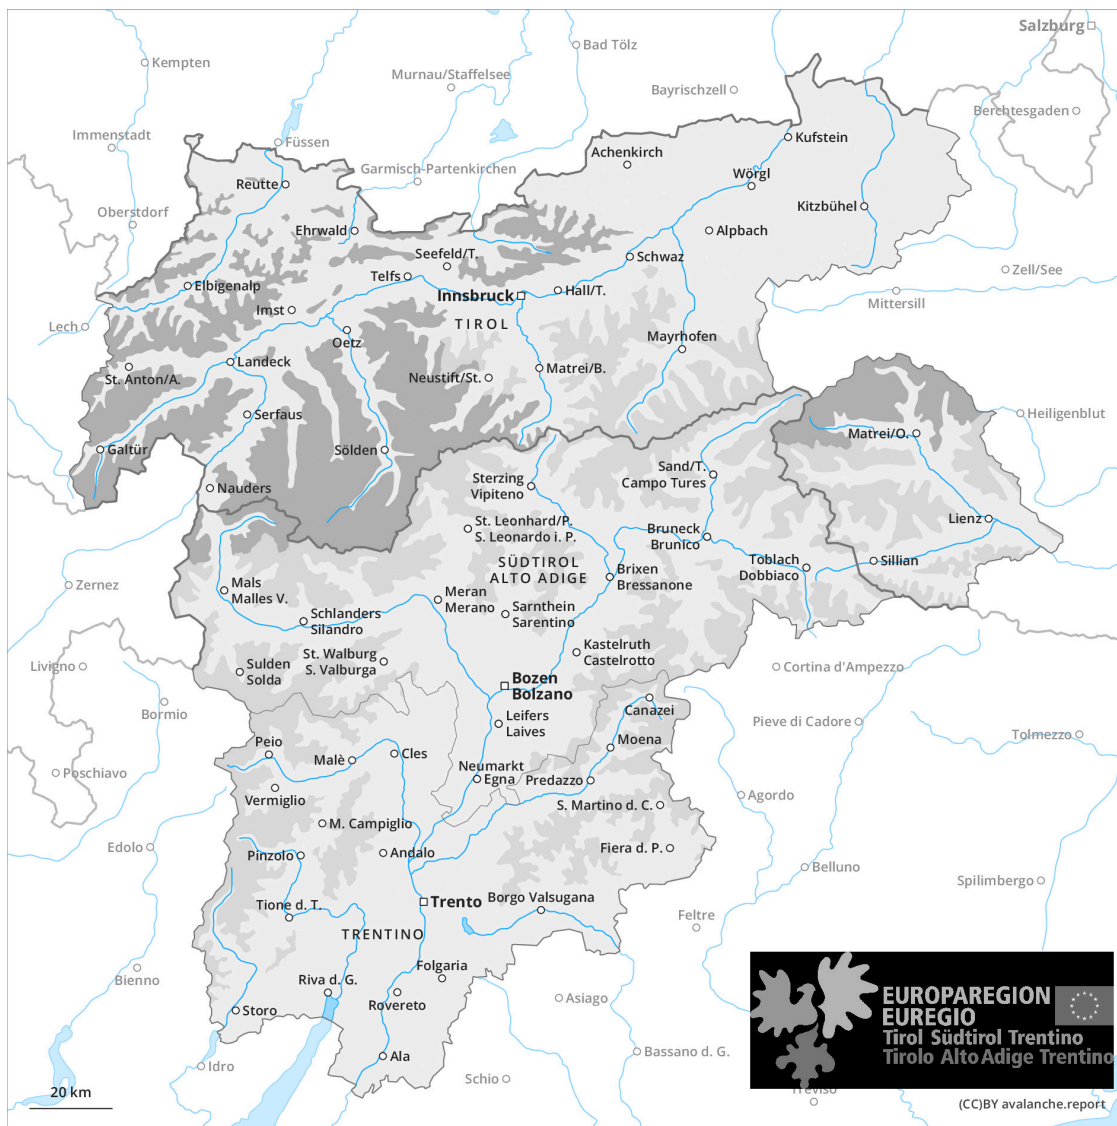 Salzburg
Bad Tölz
Kempten
Murnau/Staffelsee
Bayrischzell
Berchtesgaden
Immenstadt
Füssen
Kufstein
Achenkirch
Garmisch-Partenkirchen
Wörgl
Reutte
Oberstdorf
Kitzbühel
Ehrwald
Alpbach
Seefeld/T.
Schwaz
Zell/See
Telfs
Elbigenalp
Hall/T.
Innsbruck
Mittersill
Imst
TIROL
Lech
Oetz
Mayrhofen
Landeck
Matrei/B.
St. Anton/A.
Neustift/St.
Serfaus
Heiligenblut
Matrei/O.
Galtür
Sölden
Sand/T.
Campo Tures
Sterzing
Vipiteno
Nauders
Lienz
St. Leonhard/P.
S. Leonardo i. P.
Bruneck
Brunico
SÜDTIROL
ALTO ADIGE
Toblach
Dobbiaco
Sillian
Brixen
Bressanone
Zernez
Mals
Malles V.
Meran
Merano
Sarnthein
Sarentino
Schlanders
Silandro
Kastelruth
Castelrotto
St. Walburg
S. Valburga
Livigno
Sulden
Solda
Cortina d'Ampezzo
Bozen
Bolzano
Bormio
Canazei
Leifers
Laives
Pieve di Cadore
Tolmezzo
Moena
Peio
Cles
Malè
Neumarkt
Egna
Poschiavo
Predazzo
Vermiglio
S. Martino d. C.
Agordo
M. Campiglio
Edolo
Pinzolo
Andalo
Fiera d. P.
Belluno
Spilimbergo
Trento
Borgo Valsugana
Tione d. T.
Feltre
TRENTINO
Bienno
Folgaria
Riva d. G.
Rovereto
Asiago
Storo
EUROPAREGION
EUREGIO
Tirol Südtirol Trentino
Tirolo Alto Adige Trentino
Ala
Bassano d. G.
Idro
Schio
20 km
Treviso
(CC)BY avalanche.report